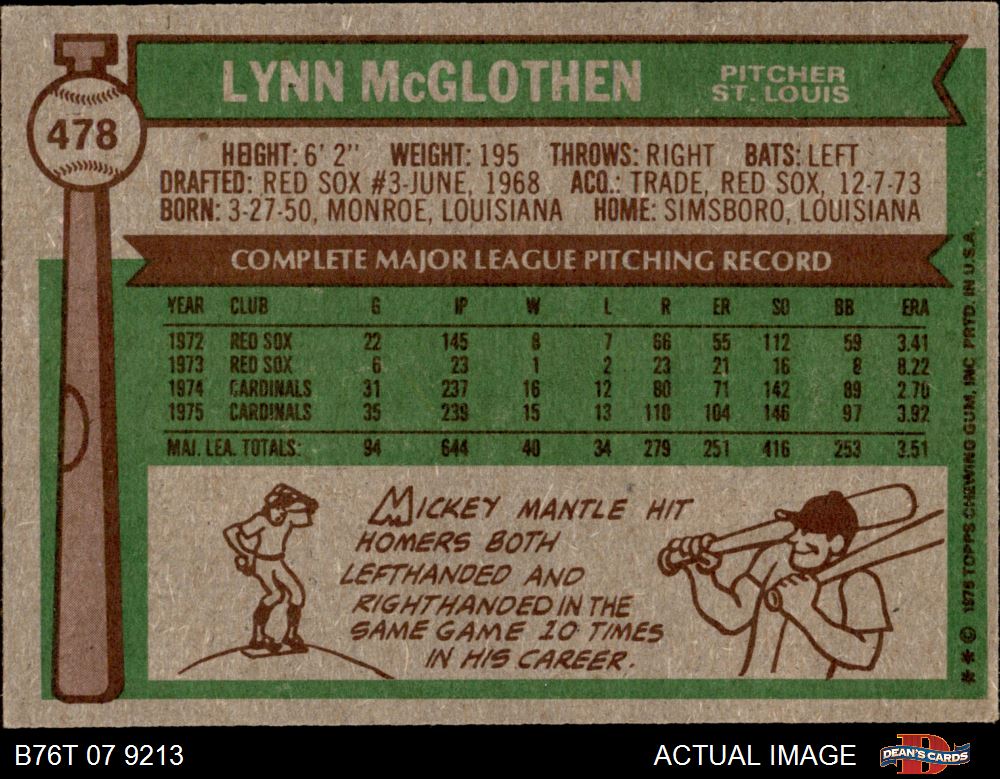 478
LYNN McGLOTHEN
PITCHER
ST. LOUIS
HEIGHT: 6' 2" WEIGHT: 195 THROWS: RIGHT BATS: LEFT
DRAFTED: RED SOX #3-JUNE, 1968 ACQ.: TRADE, RED SOX, 12-7-73
BORN: 3-27-50, MONROE, LOUISIANA HOME: SIMSBORO, LOUISIANA
COMPLETE MAJOR LEAGUE PITCHING RECORD
YEAR CLUB G IP W L R ER SO BB ERA
1972 RED SOX 22 145 8 7 66 55 112 59 3.41
1973 RED SOX 6 23 1 2 23 21 16 8 8.22
1974 CARDINALS 31 237 16 12 80 71 142 89 2.70
1975 CARDINALS 35 239 15 13 110 104 146 97 3.92
MAJ. LEA. TOTALS: 94 644 40 34 279 251 416 253 3.51
MICKEY MANTLE HIT
HOMERS BOTH
LEFTHANDED AND
RIGHTHANDED IN THE
SAME GAME 10 TIMES
IN HIS CAREER.
** © 1976 TOPPS CHEWING GUM, INC PRTD. IN U.S.A.
B76T 07 9213
ACTUAL IMAGE
D
DEAN'S CARDS